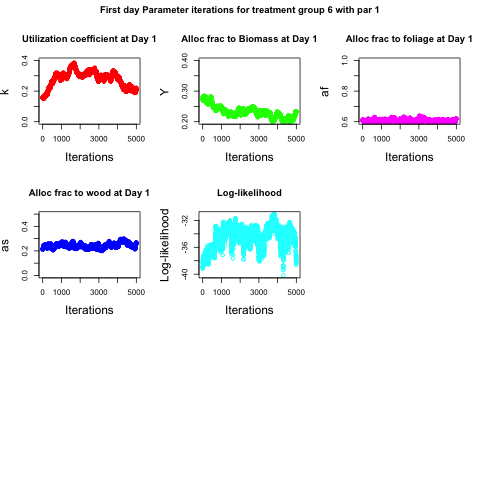 First day Parameter iterations for treatment group 6 with par 1
Utilization coefficient at Day 1
k
0.0 0.2 0.4
0 1000 3000 5000
Iterations
Alloc frac to Biomass at Day 1
Y
0.20 0.30 0.40
0 1000 3000 5000
Iterations
Alloc frac to foliage at Day 1
af
0.6 0.8 1.0
0 1000 3000 5000
Iterations
Alloc frac to wood at Day 1
as
0.0 0.2 0.4
0 1000 3000 5000
Iterations
Log-likelihood
Log-likelihood
-40 -36 -32
0 1000 3000 5000
Iterations